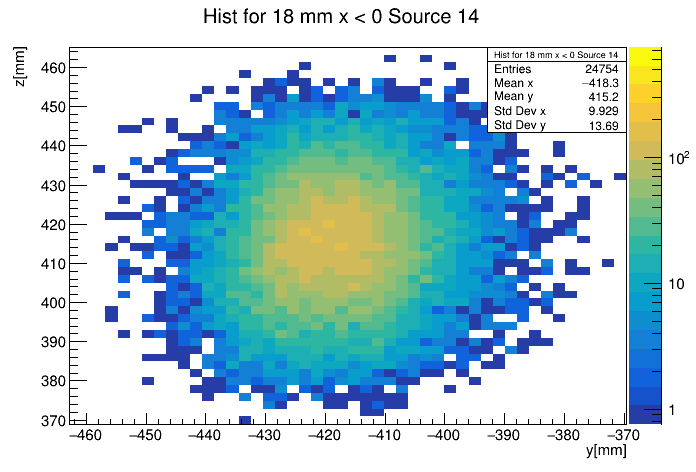 Hist for 18 mm x < 0 Source 14
z[mm]
Hist for 18 mm x < 0 Source 14
Entries 24754
Mean x −418.3
Mean y 415.2
Std Dev x 9.929
Std Dev y 13.69
460
450
440
430
420
410
400
390
380
370
−460 −450 −440 −430 −420 −410 −400 −390 −380 −370
y[mm]
10²
10
1